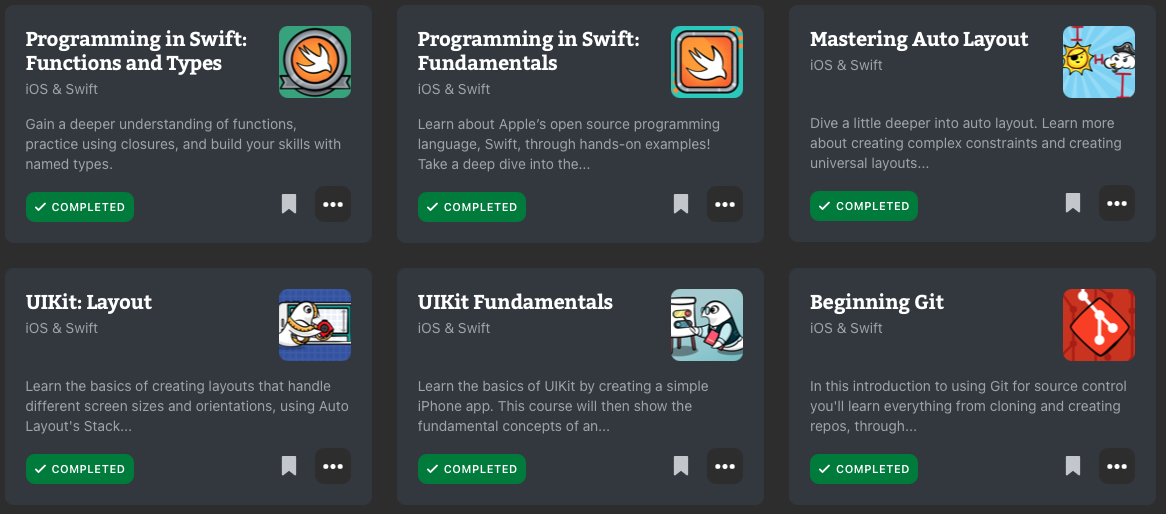 Programming in Swift:
Functions and Types
iOS & Swift
Gain a deeper understanding of functions,
practice using closures, and build your skills with
named types.
COMPLETED
Programming in Swift:
Fundamentals
iOS & Swift
Learn about Apple's open source programming
language, Swift, through hands-on examples!
Take a deep dive into the...
COMPLETED
Mastering Auto Layout
iOS & Swift
Dive a little deeper into auto layout. Learn more
about creating complex constraints and creating
universal layouts...
COMPLETED
UIKit: Layout
iOS & Swift
Learn the basics of creating layouts that handle
different screen sizes and orientations, using Auto
Layout's Stack...
COMPLETED
UIKit Fundamentals
iOS & Swift
Learn the basics of UIKit by creating a simple
iPhone app. This course will then show the
fundamental concepts of an...
COMPLETED
Beginning Git
iOS & Swift
In this introduction to using Git for source control
you'll learn everything from cloning and creating
repos, through...
COMPLETED